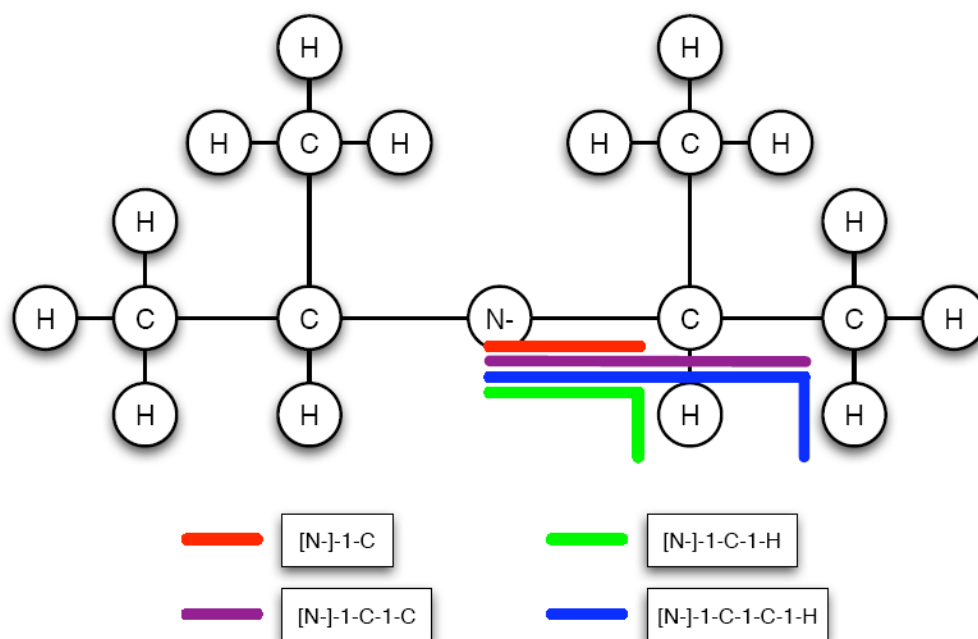 H H
H C H H C H
H H
H C C N- C C H
H H H H
[N-]-1-C [N-]-1-C-1-H
[N-]-1-C-1-C [N-]-1-C-1-C-1-H